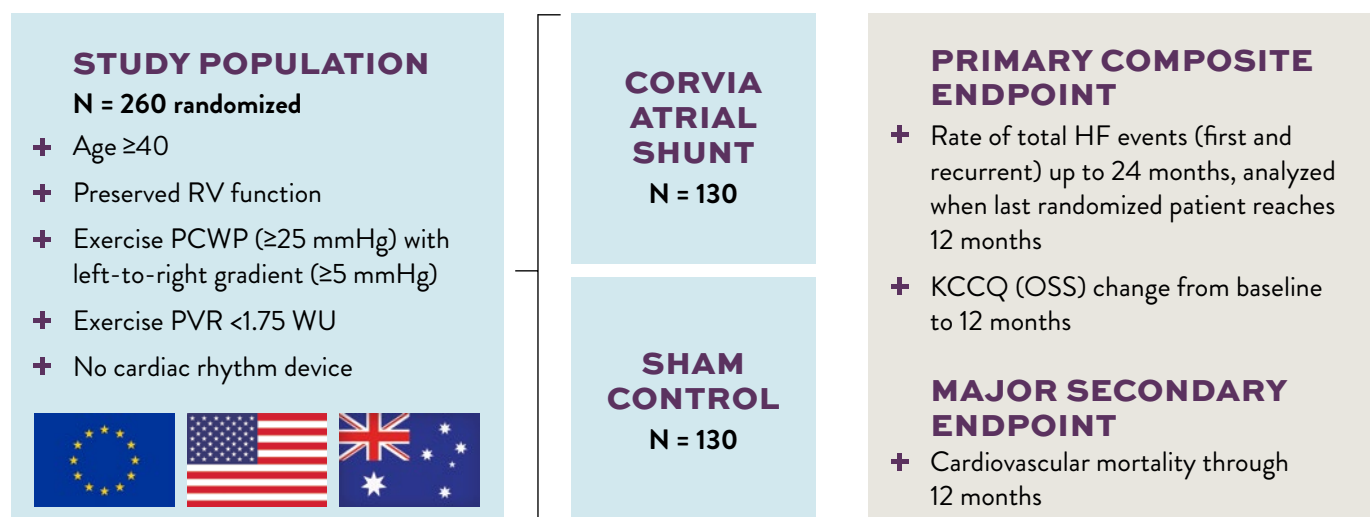 STUDY POPULATION
N = 260 randomized
+ Age ≥40
+ Preserved RV function
+ Exercise PCWP (≥25 mmHg) with
left-to-right gradient (≥5 mmHg)
+ Exercise PVR <1.75 WU
+ No cardiac rhythm device
CORVIA
ATRIAL
SHUNT
N = 130
SHAM
CONTROL
N = 130
PRIMARY COMPOSITE
ENDPOINT
+ Rate of total HF events (first and
recurrent) up to 24 months, analyzed
when last randomized patient reaches
12 months
+ KCCQ (OSS) change from baseline
to 12 months
MAJOR SECONDARY
ENDPOINT
+ Cardiovascular mortality through
12 months